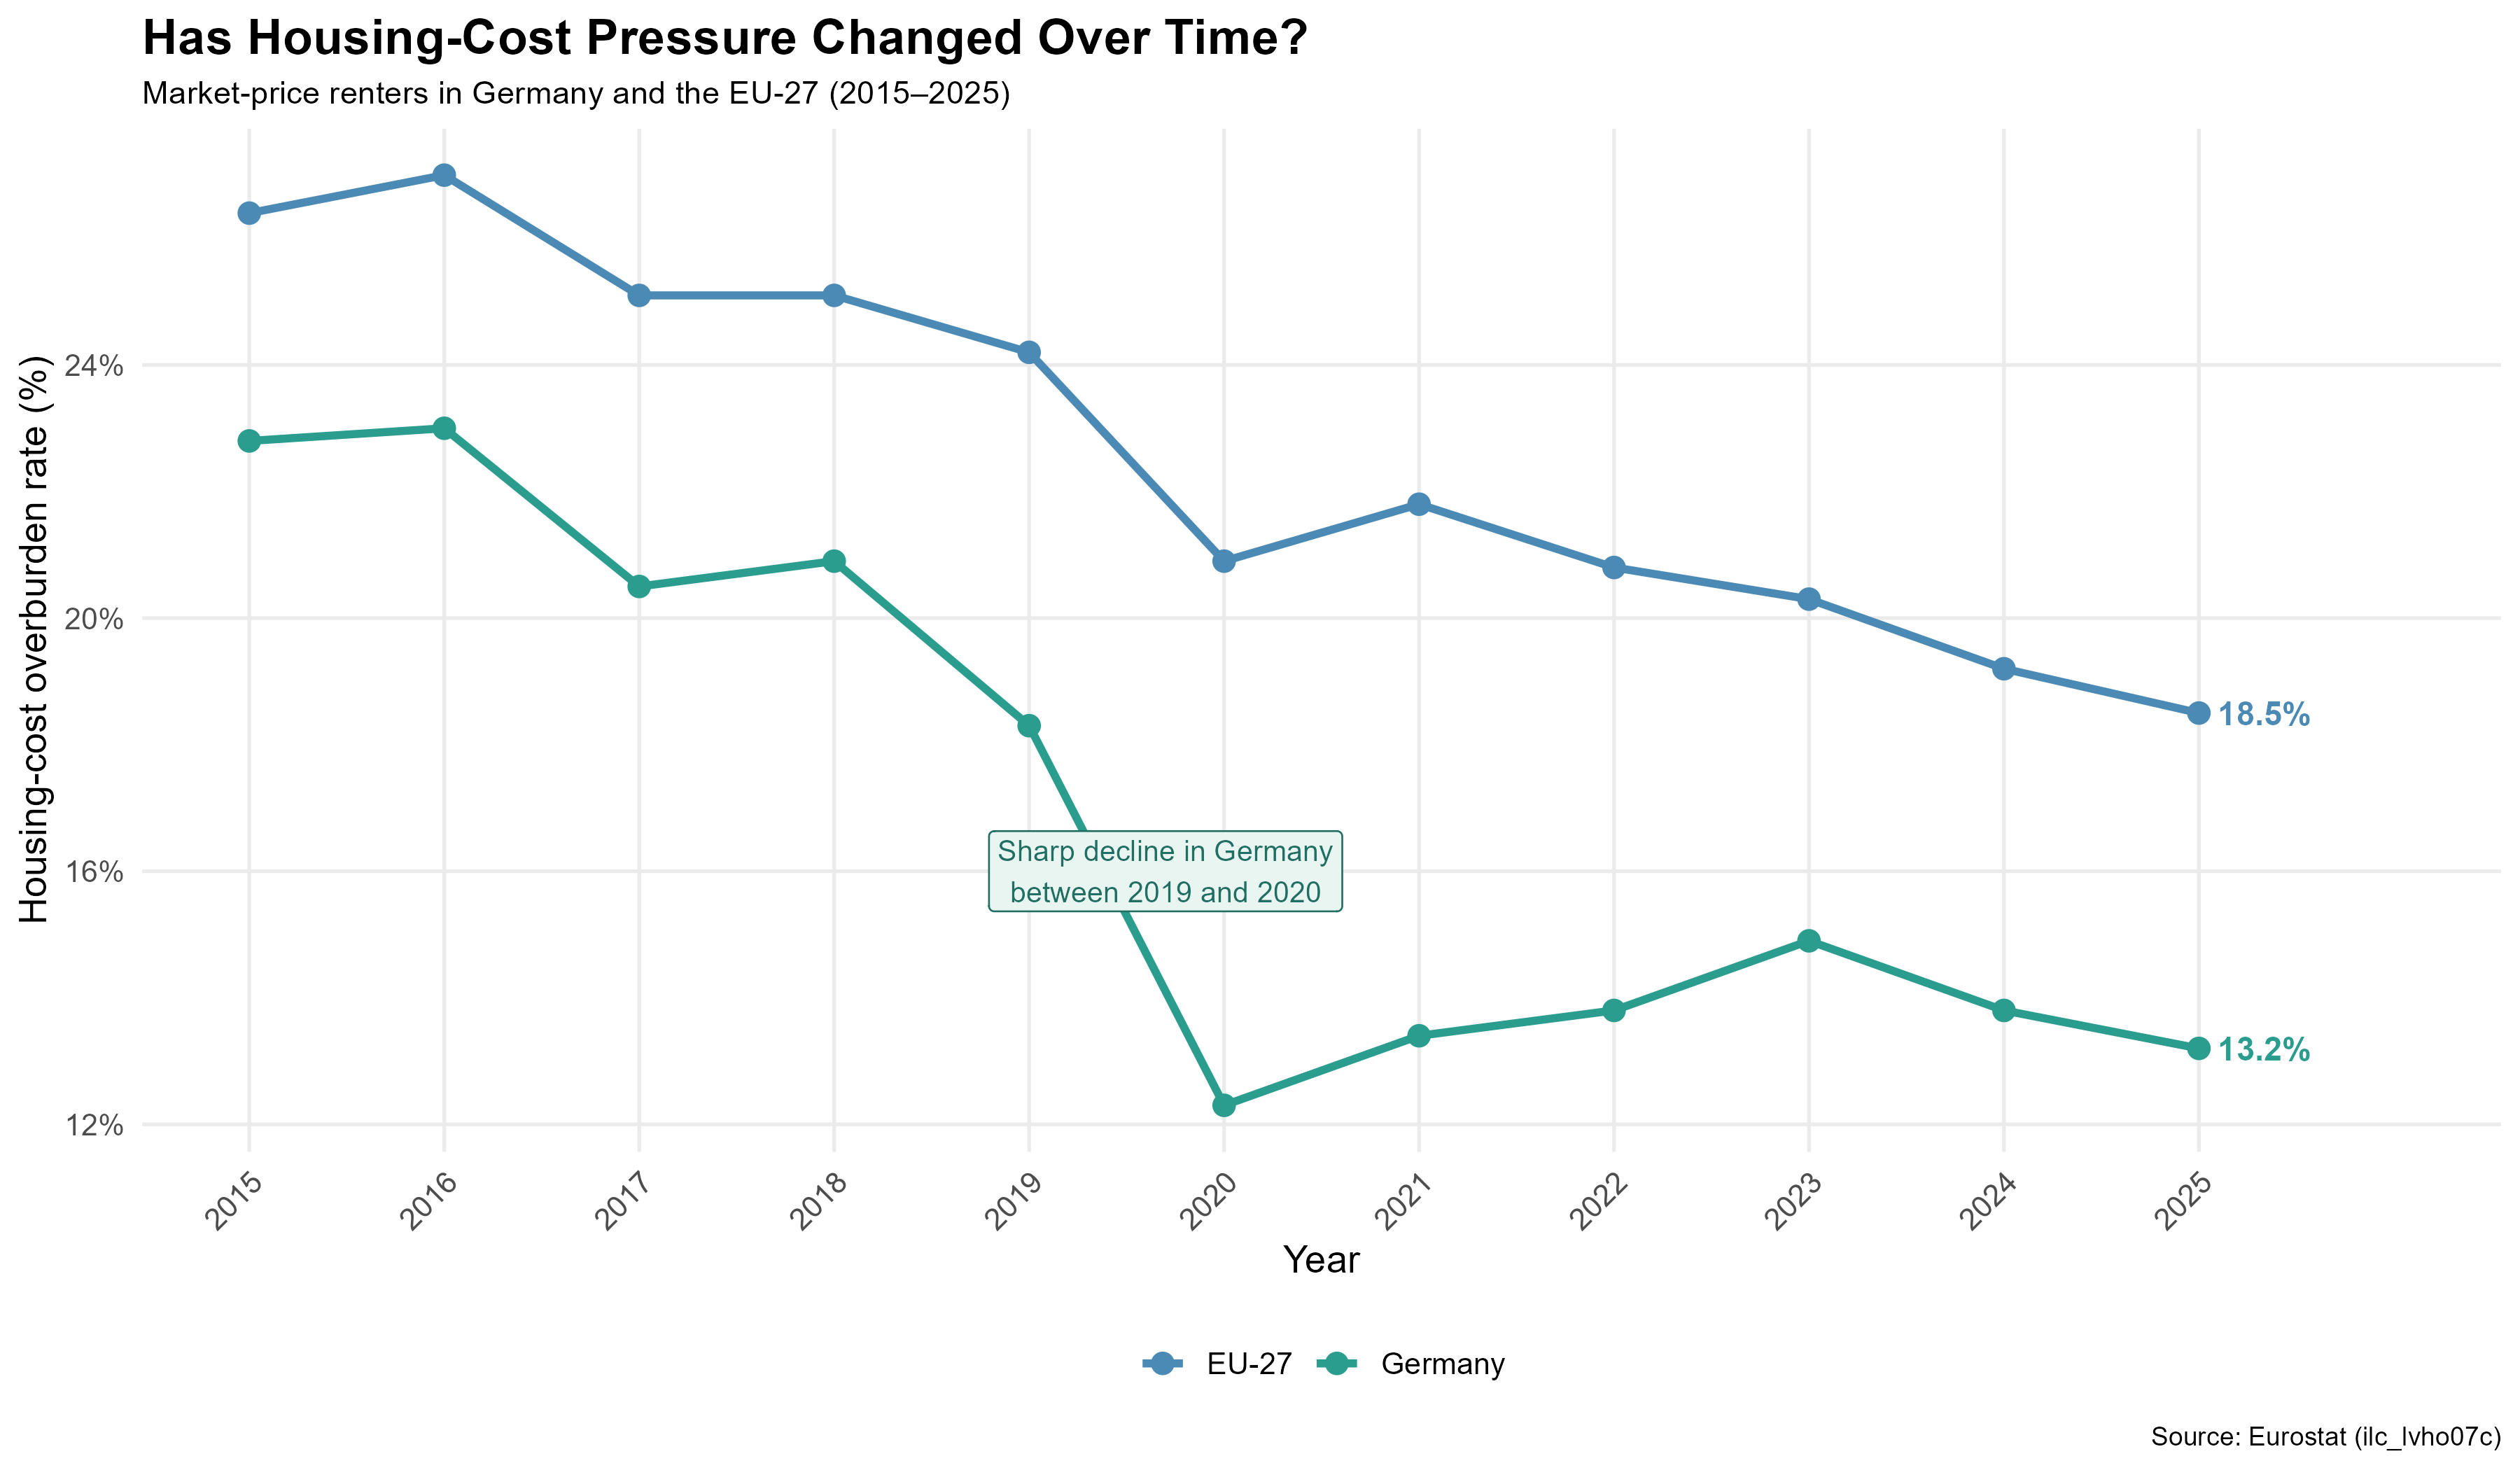 Has Housing-Cost Pressure Changed Over Time?
Market-price renters in Germany and the EU-27 (2015–2025)
Housing-cost overburden rate (%)
24%
20%
16%
12%
Sharp decline in Germany
between 2019 and 2020
18.5%
13.2%
2015
2016
2017
2018
2019
2020
2021
2022
2023
2024
2025
Year
EU-27
Germany
Source: Eurostat (ilc_lvho07c)